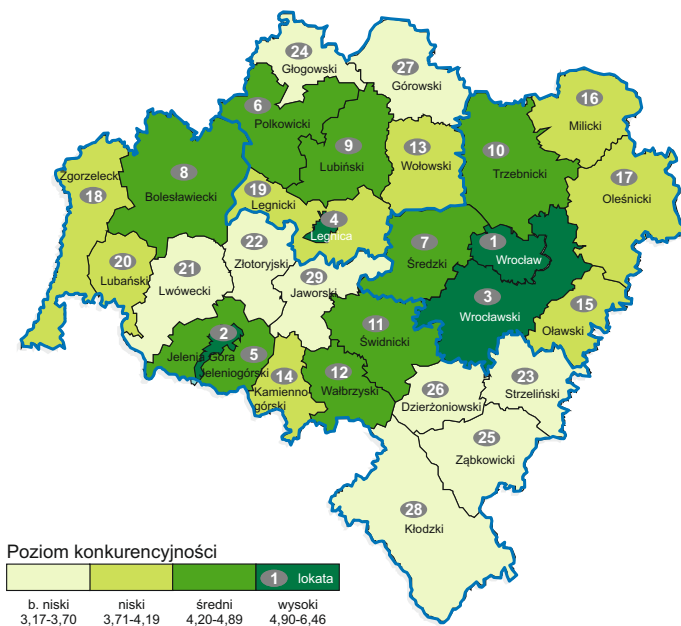 24
Głogowski
27
Górowski
6
Polkowicki
16
Milicki
9
Lubiński
13
Wołowski
10
Trzebnicki
Zgorzeleck
18
8
Bolesławiecki
17
Oleśnicki
19
Legnicki
4
Legnica
7
Średzki
1
Wrocław
20
Lubański
21
Lwówecki
22
Złotoryjski
29
Jaworski
3
Wrocławski
15
Oławski
2
Jelenia Góra
5
Jeleniogórski
11
Świdnicki
14
Kamienno-
górski
12
Wałbrzyski
26
Dzierżoniowski
23
Strzeliński
25
Ząbkowicki
28
Kłodzki
Poziom konkurencyjności
1 lokata
b. niski niski średni wysoki
3,17-3,70 3,71-4,19 4,20-4,89 4,90-6,46